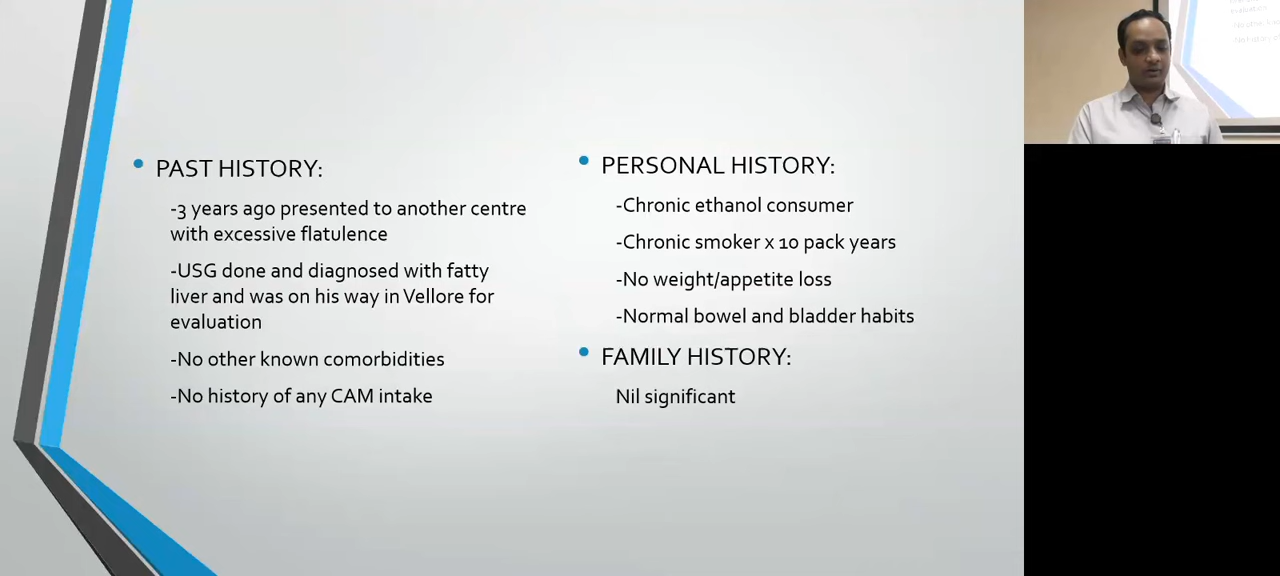 PAST HISTORY:
-3 years ago presented to another centre
with excessive flatulence
-USG done and diagnosed with fatty
liver and was on his way in Vellore for
evaluation
-No other known comorbidities
-No history of any CAM intake
PERSONAL HISTORY:
-Chronic ethanol consumer
-Chronic smoker x 10 pack years
-No weight/appetite loss
-Normal bowel and bladder habits
FAMILY HISTORY:
Nil significant